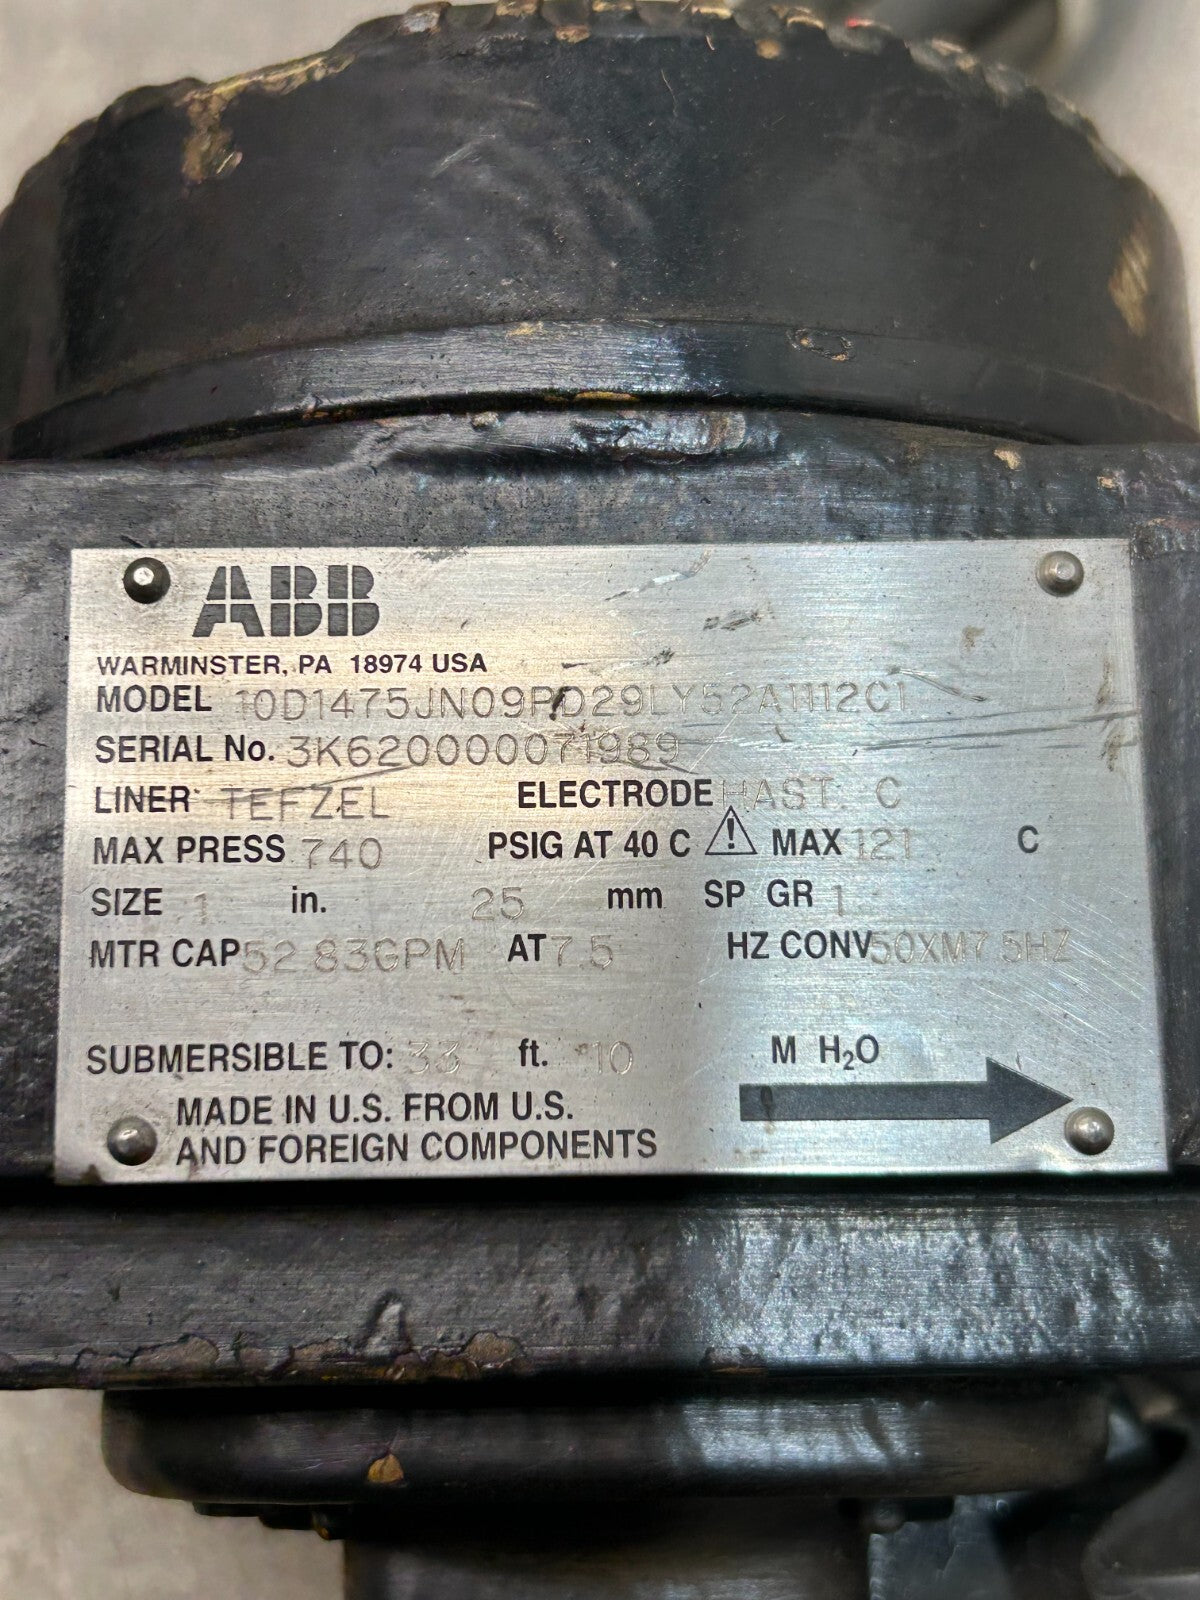 ABB
WARMINSTER, PA 18974 USA
MODEL 10D1475JN09PD29LY52A1112C1
SERIAL No. 3K620000071989
LINER TEFZEL ELECTRODE HAST. C
MAX PRESS 740 PSIG AT 40 C ⚠ MAX 121 C
SIZE 1 in. 25 mm SP GR 1
MTR CAP 52.83GPM AT 7.5 HZ CONV 50XM7.5HZ
SUBMERSIBLE TO: 33 ft. 10 M H₂O
MADE IN U.S. FROM U.S.
AND FOREIGN COMPONENTS